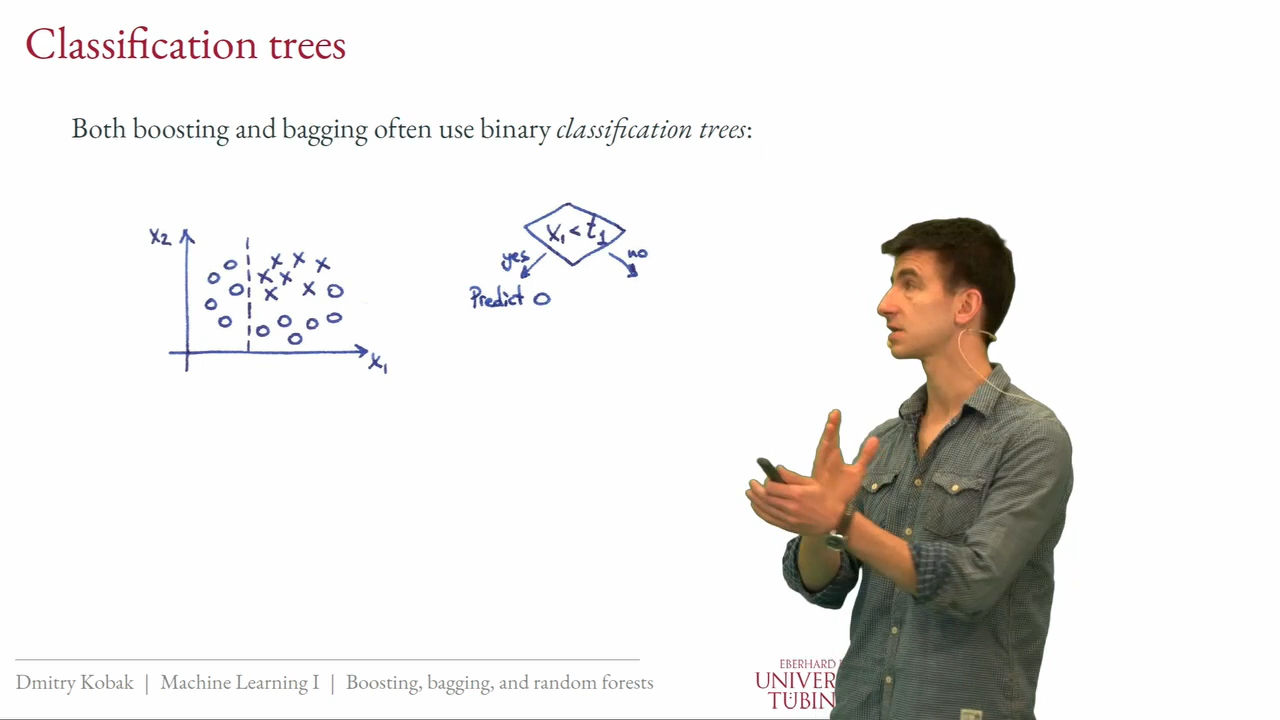 Classification trees
Both boosting and bagging often use binary classification trees:
x2
x1
x1 < t1
yes
no
Predict O
Dmitry Kobak | Machine Learning I | Boosting, bagging, and random forests
EBERHARD
UNIVER
TÜBIN